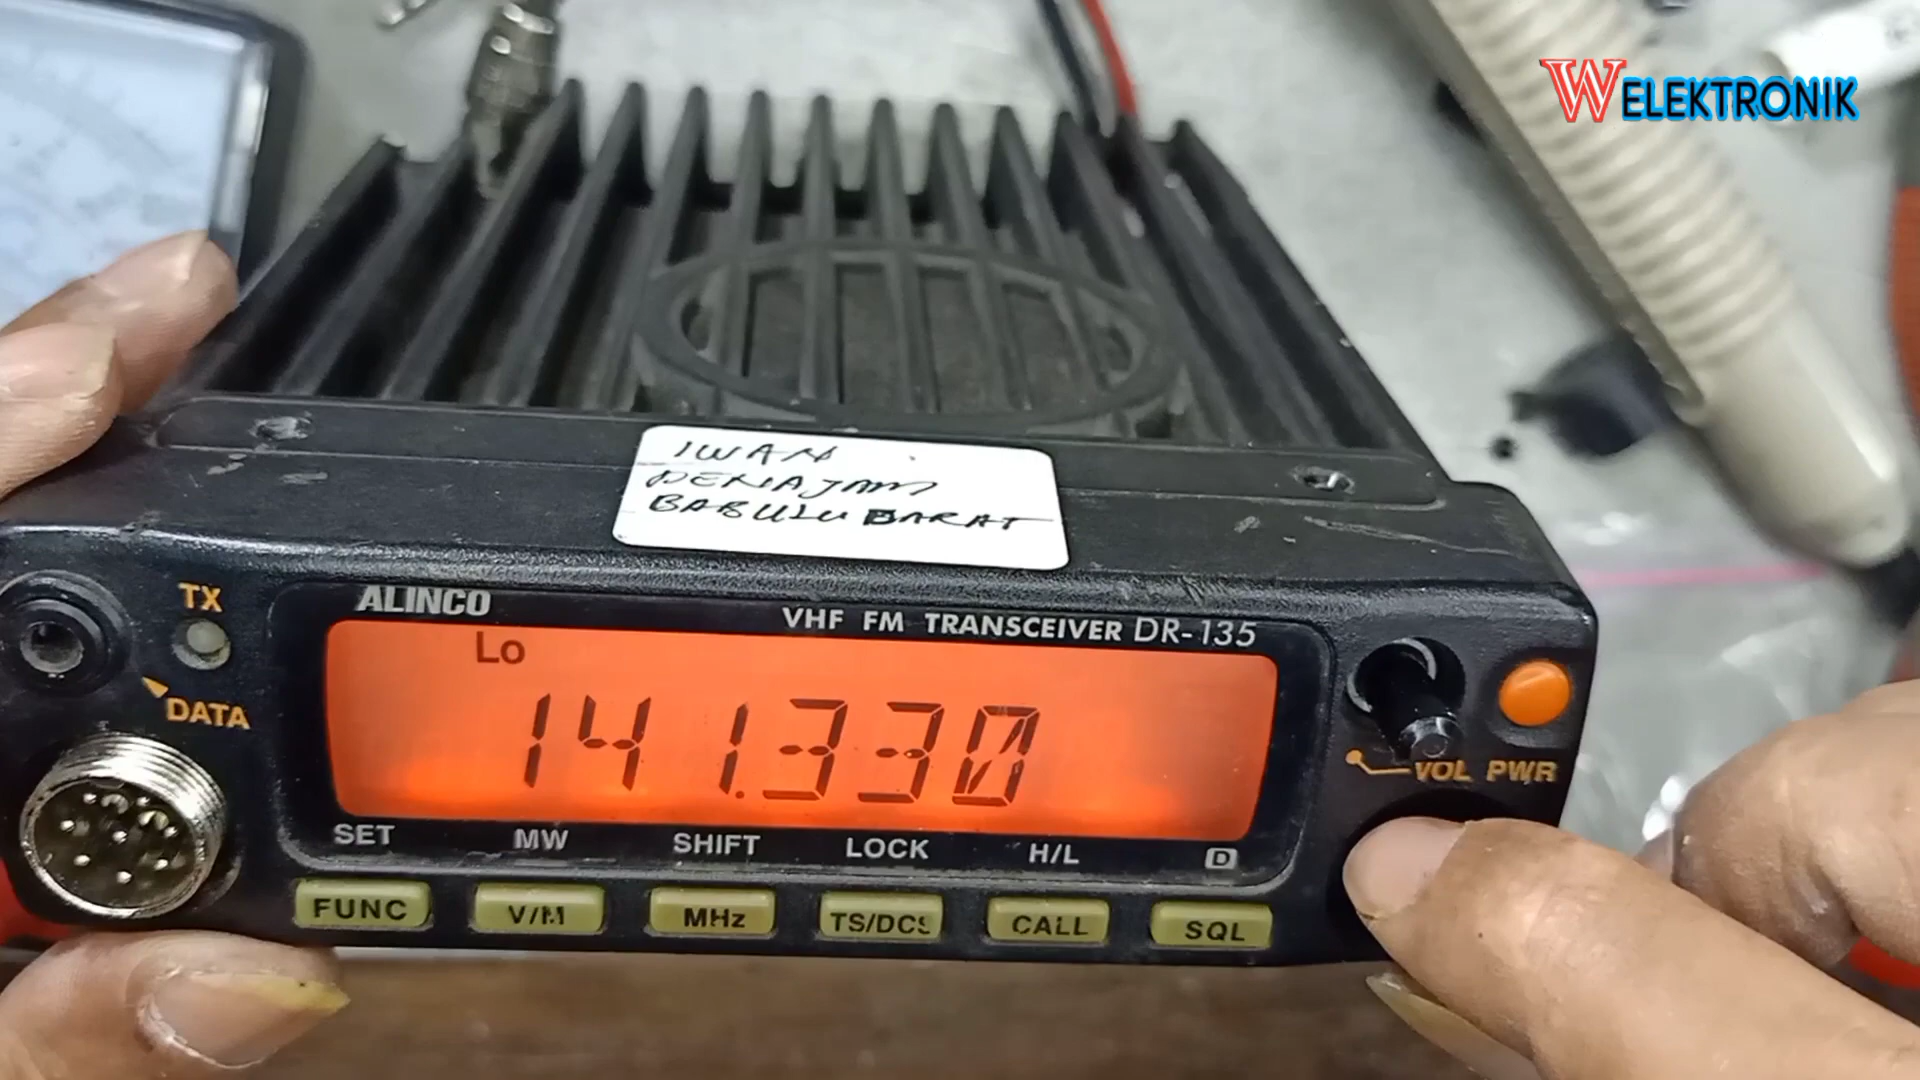 WELEKTRONIK
IWAN
PENAJAM
BABULU BARAT
ALINCO
VHF FM TRANSCEIVER DR-135
TX
DATA
Lo
141.330
VOL PWR
SET MW SHIFT LOCK H/L D
FUNC V/M MHz TS/DCS CALL SQL